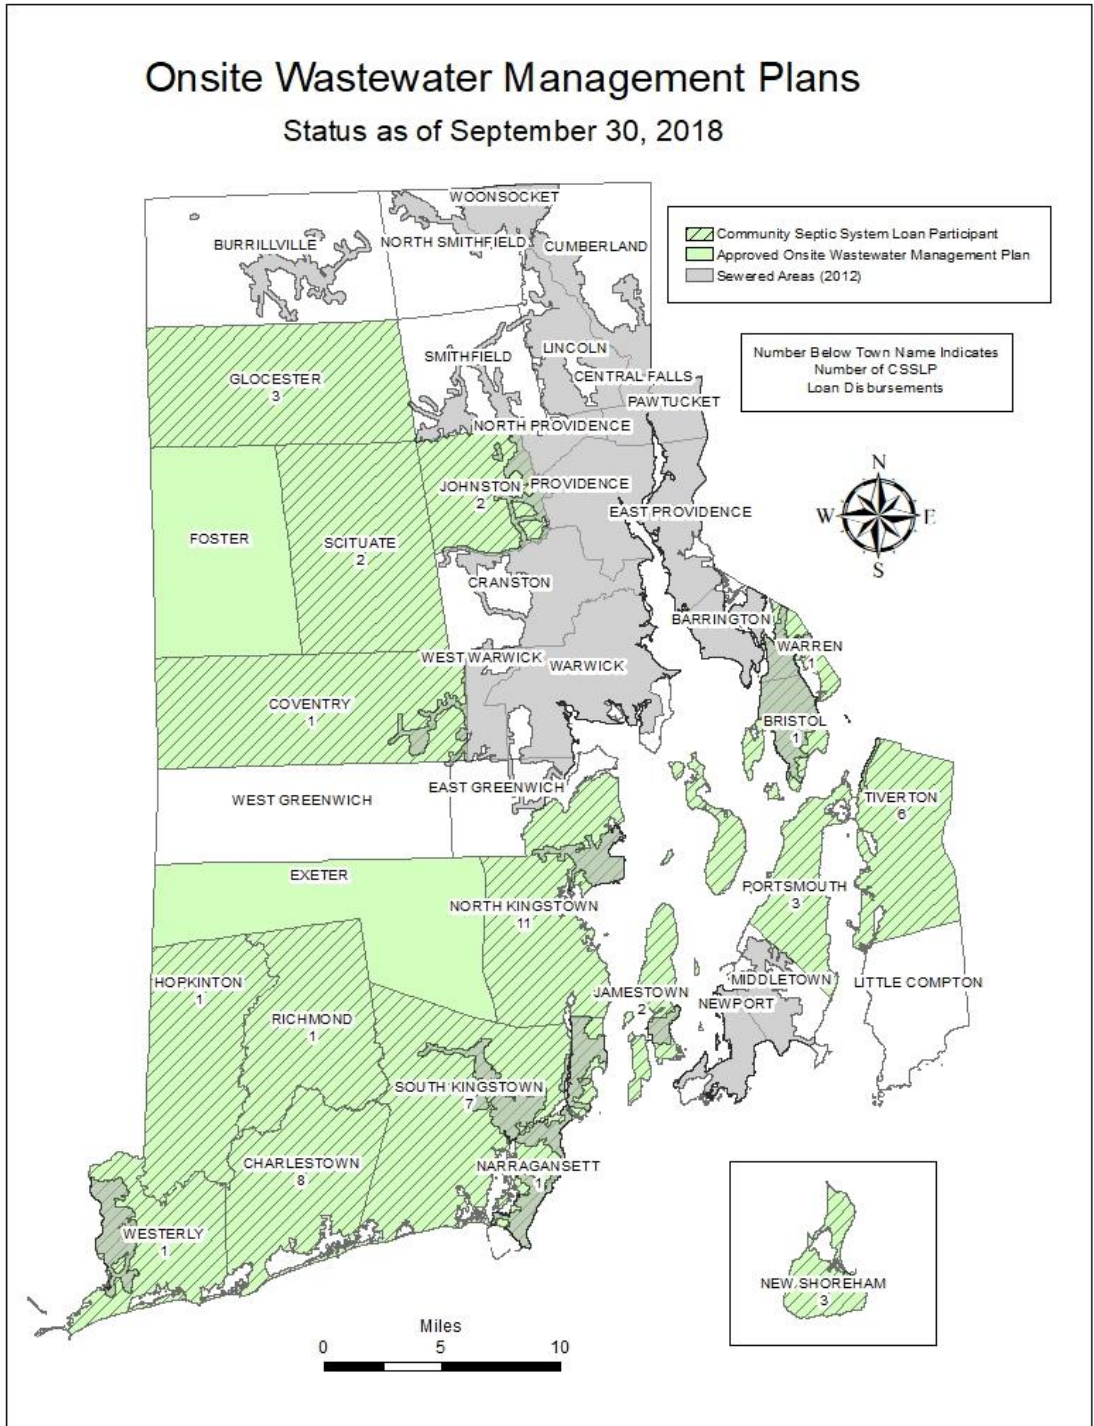 Onsite Wastewater Management Plans
Status as of September 30, 2018
Community Septic System Loan Participant
Approved Onsite Wastewater Management Plan
Sewered Areas (2012)
Number Below Town Name Indicates
Number of CSSLP
Loan Disbursements
N
W
E
S
WOONSOCKET
BURRILLVILLE
NORTH SMITHFIELD
CUMBERLAND
SMITHFIELD
LINCOLN
GLOCESTER
3
CENTRAL FALLS
PAWTUCKET
NORTH PROVIDENCE
JOHNSTON
2
PROVIDENCE
EAST PROVIDENCE
FOSTER
SCITUATE
2
CRANSTON
BARRINGTON
WARREN
1
WEST WARWICK
WARWICK
COVENTRY
1
BRISTOL
1
WEST GREENWICH
EAST GREENWICH
TIVERTON
6
EXETER
PORTSMOUTH
3
NORTH KINGSTOWN
11
HOPKINTON
1
MIDDLETOWN
LITTLE COMPTON
JAMESTOWN
2
NEWPORT
RICHMOND
1
SOUTH KINGSTOWN
7
CHARLESTOWN
8
NARRAGANSETT
1
WESTERLY
1
NEW SHOREHAM
3
Miles
0 5 10